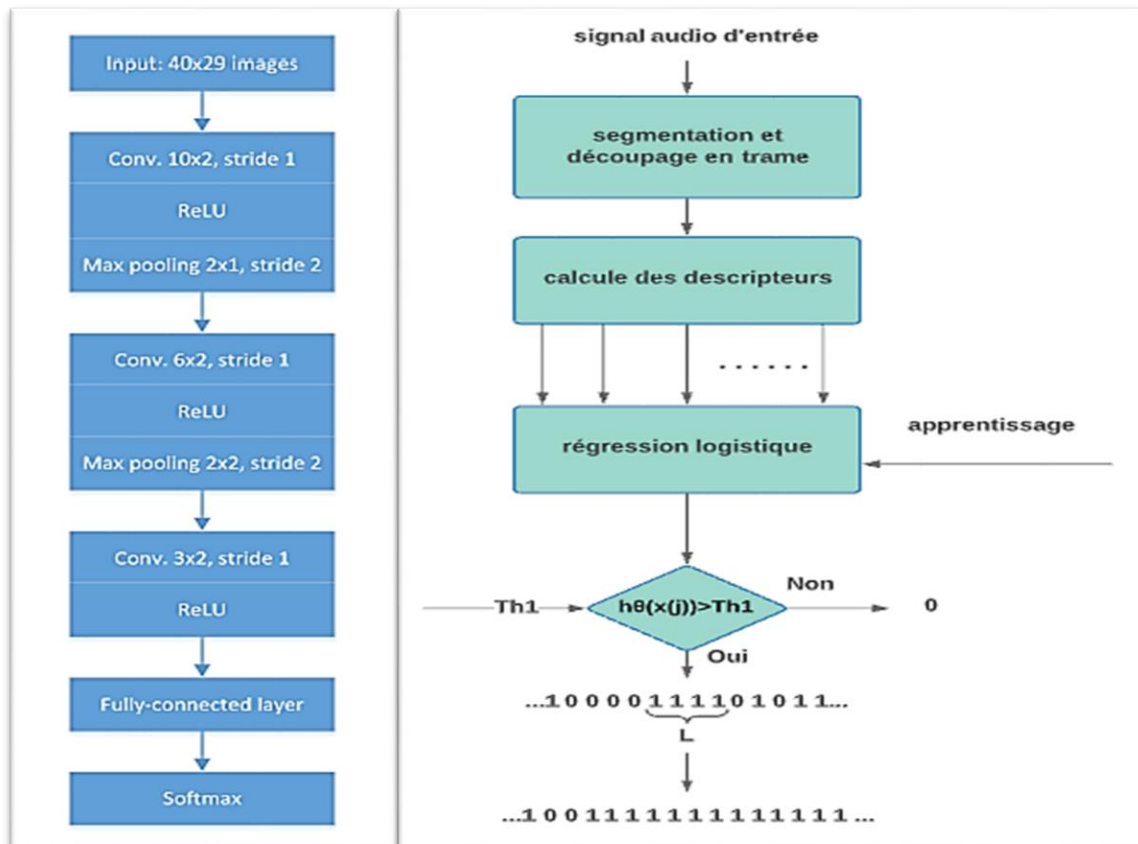 Input: 40x29 images
Conv. 10x2, stride 1
ReLU
Max pooling 2x1, stride 2
Conv. 6x2, stride 1
ReLU
Max pooling 2x2, stride 2
Conv. 3x2, stride 1
ReLU
Fully-connected layer
Softmax
signal audio d'entrée
segmentation et
découpage en trame
calcule des descripteurs
......
régression logistique
apprentissage
Th1
hθ(x(j))>Th1
Non
0
Oui
...1 0 0 0 0 1 1 1 1 0 1 0 1 1...
L
...1 0 0 1 1 1 1 1 1 1 1 1 1 1 1 1 1 ...